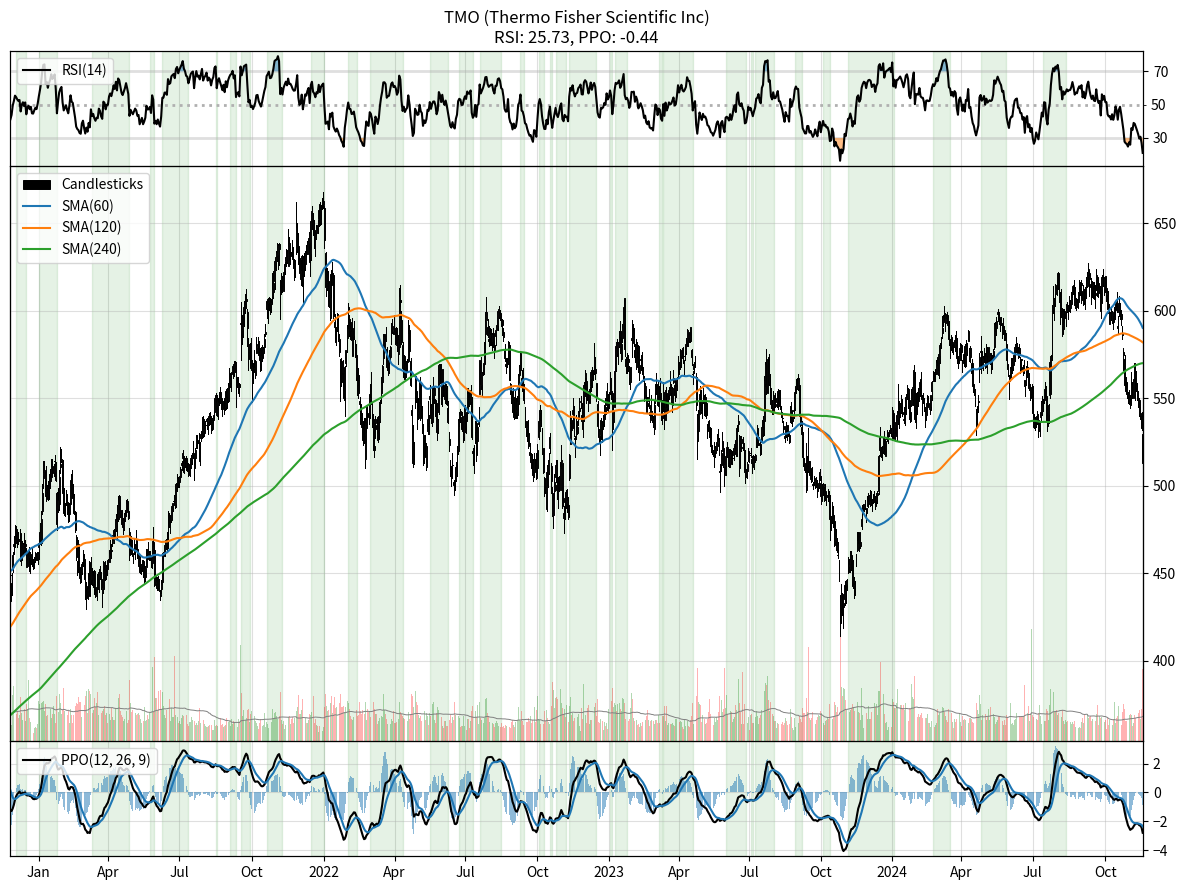 TMO (Thermo Fisher Scientific Inc)
RSI: 25.73, PPO: -0.44
RSI(14)
70
50
30
Candlesticks
SMA(60)
SMA(120)
SMA(240)
650
600
550
500
450
400
PPO(12, 26, 9)
2
0
−2
−4
Jan Apr Jul Oct 2022 Apr Jul Oct 2023 Apr Jul Oct 2024 Apr Jul Oct